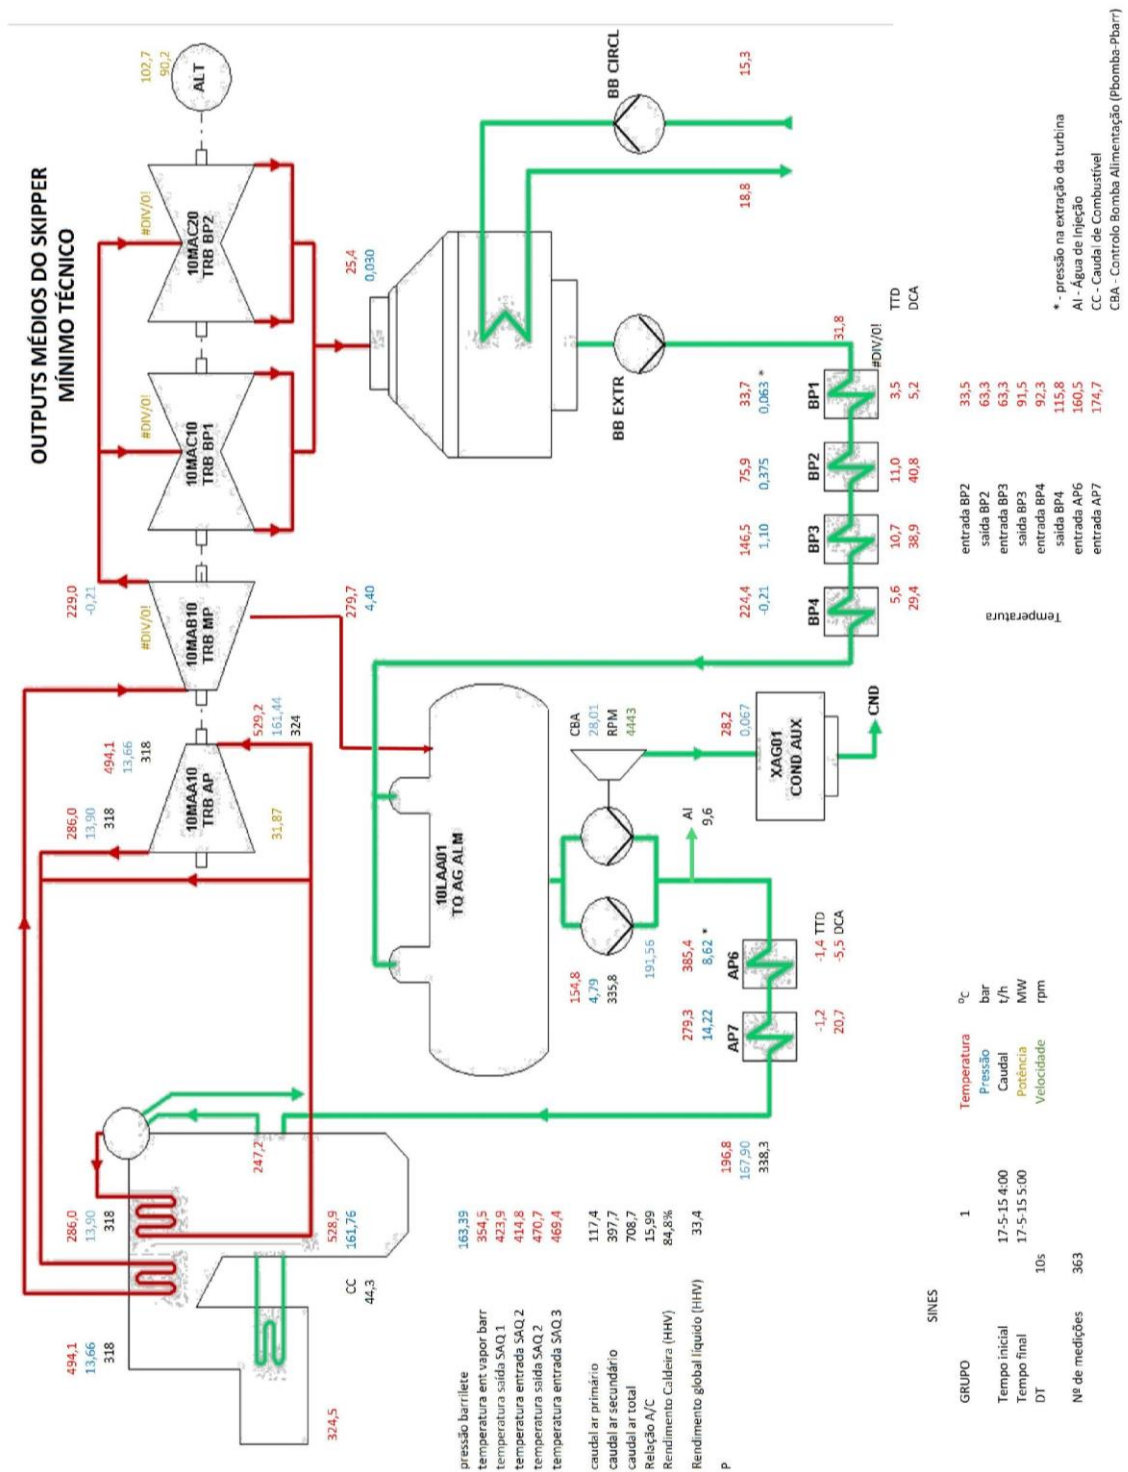 OUTPUTS MÉDIOS DO SKIPPER
MÍNIMO TÉCNICO
494,1
13,66
318
286,0
13,90
318
324,5
247,2
528,9
161,76
CC
44,3
286,0
13,90
318
494,1
13,66
318
10MAA10
TRB AP
31,87
529,2
161,44
324
229,0
-0,21
#DIV/0!
10MAB10
TRB MP
279,7
4,40
#DIV/0!
10MAC10
TRB BP1
#DIV/0!
10MAC20
TRB BP2
102,7
90,2
ALT
25,4
0,030
BB CIRCL
15,3
18,8
BB EXTR
31,8
10LAA01
TQ AG ALM
154,8
4,79
335,8
191,56
CBA
28,01
RPM
4443
AI
9,6
28,2
0,067
XAG01
COND AUX
CND
196,8
167,90
338,3
279,3
14,22
AP7
-1,2
20,7
385,4
8,62 *
AP6
-1,4 TTD
-5,5 DCA
224,4
-0,21
BP4
5,6
29,4
146,5
1,10
BP3
10,7
38,9
75,9
0,375
BP2
11,0
40,8
33,7
0,063 *
BP1
#DIV/0!
3,5
5,2
TTD
DCA
pressão barrilete 163,39
temperatura ent vapor barr 354,5
temperatura saída SAQ 1 423,9
temperatura entrada SAQ 2 414,8
temperatura saída SAQ 2 470,7
temperatura entrada SAQ 3 469,4
caudal ar primário 117,4
caudal ar secundário 397,7
caudal ar total 708,7
Relação A/C 15,99
Rendimento Caldeira (HHV) 84,8%
Rendimento global líquido (HHV) 33,4
P
SINES
GRUPO 1
Tempo inicial 17-5-15 4:00
Tempo final 17-5-15 5:00
DT 10s
Nº de medições 363
Temperatura ºC
Pressão bar
Caudal t/h
Potência MW
Velocidade rpm
Temperatura
entrada BP2 33,5
saída BP2 63,3
entrada BP3 63,3
saída BP3 91,5
entrada BP4 92,3
saída BP4 115,8
entrada AP6 160,5
entrada AP7 174,7
* - pressão na extração da turbina
AI - Água de Injeção
CC - Caudal de Combustível
CBA - Controlo Bomba Alimentação (Pbomba-Pbarr)